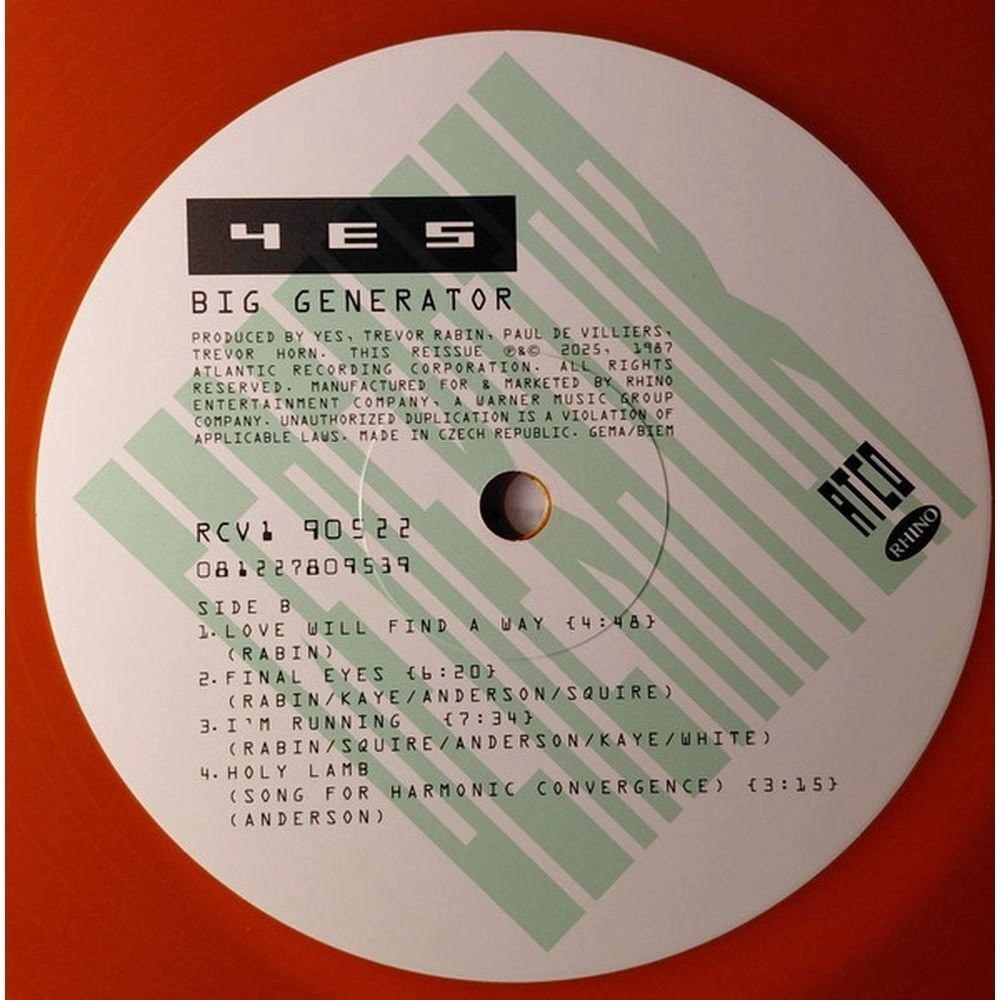 YES
BIG GENERATOR
PRODUCED BY YES, TREVOR RABIN, PAUL DE VILLIERS,
TREVOR HORN. THIS REISSUE ℗&© 2025, 1987
ATLANTIC RECORDING CORPORATION. ALL RIGHTS
RESERVED. MANUFACTURED FOR & MARKETED BY RHINO
ENTERTAINMENT COMPANY, A WARNER MUSIC GROUP
COMPANY. UNAUTHORIZED DUPLICATION IS A VIOLATION OF
APPLICABLE LAWS. MADE IN CZECH REPUBLIC. GEMA/BIEM
ATCO
RHINO
RCV1 90522
081227809539
SIDE B
1. LOVE WILL FIND A WAY {4:48}
(RABIN)
2. FINAL EYES {6:20}
(RABIN/KAYE/ANDERSON/SQUIRE)
3. I'M RUNNING {7:34}
(RABIN/SQUIRE/ANDERSON/KAYE/WHITE)
4. HOLY LAMB
(SONG FOR HARMONIC CONVERGENCE) {3:15}
(ANDERSON)